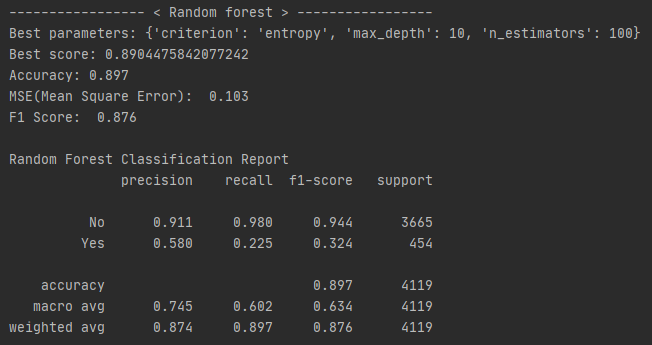 ----------------- < Random forest > -----------------
Best parameters: {'criterion': 'entropy', 'max_depth': 10, 'n_estimators': 100}
Best score: 0.8904475842077242
Accuracy: 0.897
MSE(Mean Square Error):  0.103
F1 Score:  0.876

Random Forest Classification Report
              precision    recall  f1-score   support

          No      0.911     0.980     0.944      3665
         Yes      0.580     0.225     0.324       454

    accuracy                          0.897      4119
   macro avg      0.745     0.602     0.634      4119
weighted avg      0.874     0.897     0.876      4119